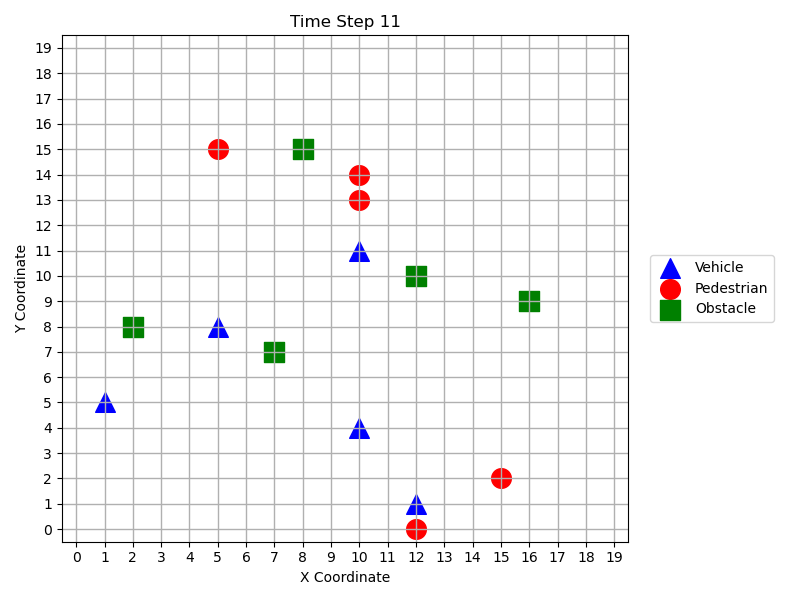 Time Step 11
Y Coordinate
19
18
17
16
15
14
13
12
11
10
9
8
7
6
5
4
3
2
1
0
0 1 2 3 4 5 6 7 8 9 10 11 12 13 14 15 16 17 18 19
X Coordinate
Vehicle
Pedestrian
Obstacle